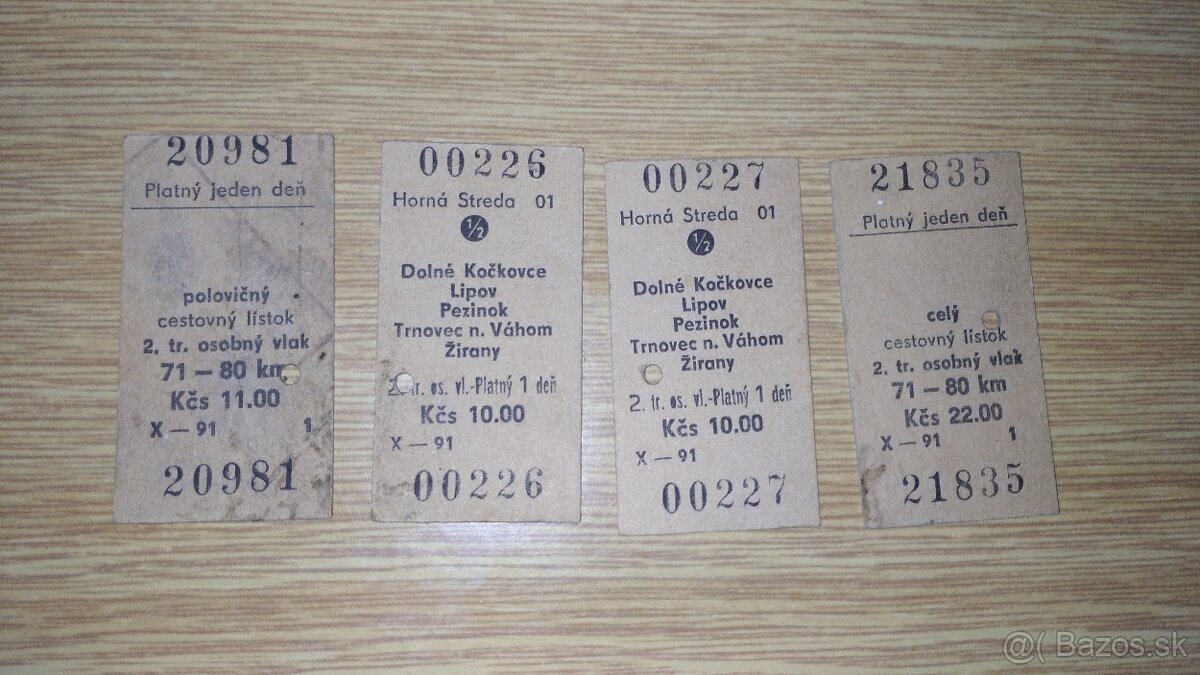 20981
Platný jeden deň
polovičný
cestovný lístok
2. tr. osobný vlak
71 — 80 km
Kčs 11.00
X — 91 1
20981
00226
Horná Streda 01
1/2
Dolné Kočkovce
Lipov
Pezinok
Trnovec n. Váhom
Žirany
2. tr. os. vl.-Platný 1 deň
Kčs 10.00
X — 91
00226
00227
Horná Streda 01
1/2
Dolné Kočkovce
Lipov
Pezinok
Trnovec n. Váhom
Žirany
2. tr. os. vl.-Platný 1 deň
Kčs 10.00
X — 91
00227
21835
Platný jeden deň
celý
cestovný lístok
2. tr. osobný vlak
71 — 80 km
Kčs 22.00
X — 91 1
21835
@( Bazos.sk